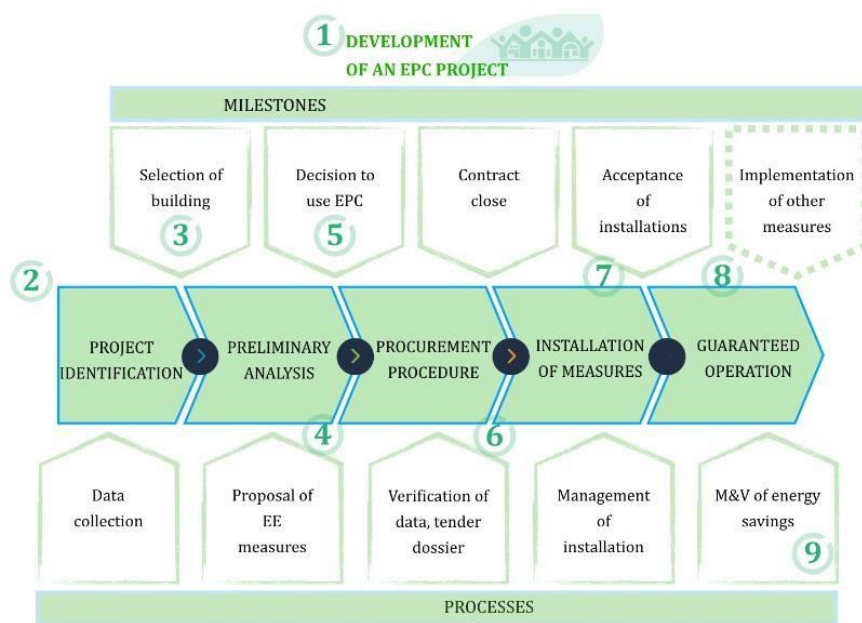 1
DEVELOPMENT
OF AN EPC PROJECT
MILESTONES
Selection of
building
3
Decision to
use EPC
5
Contract
close
Acceptance
of
installations
7
Implementation
of other
measures
8
2
PROJECT
IDENTIFICATION
PRELIMINARY
ANALYSIS
4
PROCUREMENT
PROCEDURE
6
INSTALLATION
OF MEASURES
GUARANTEED
OPERATION
Data
collection
Proposal of
EE
measures
Verification of
data, tender
dossier
Management
of
installation
M&V of energy
savings
9
PROCESSES